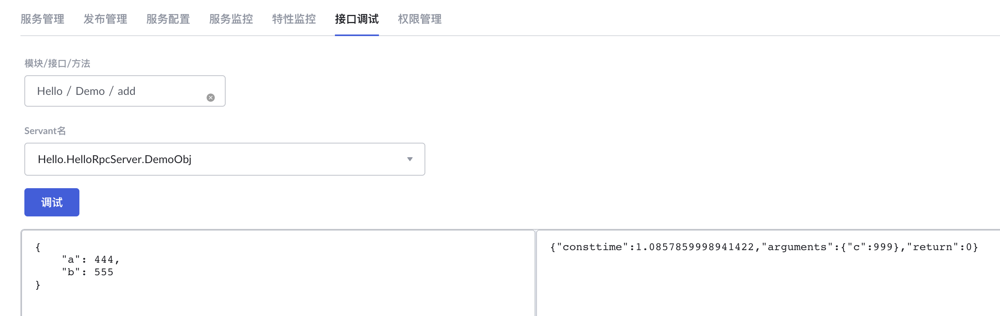 服务管理 发布管理 服务配置 服务监控 特性监控 接口调试 权限管理
模块/接口/方法
Hello / Demo / add
Servant名
Hello.HelloRpcServer.DemoObj
调试
{
    "a": 444,
    "b": 555
}
{"consttime":1.0857859998941422,"arguments":{"c":999},"return":0}